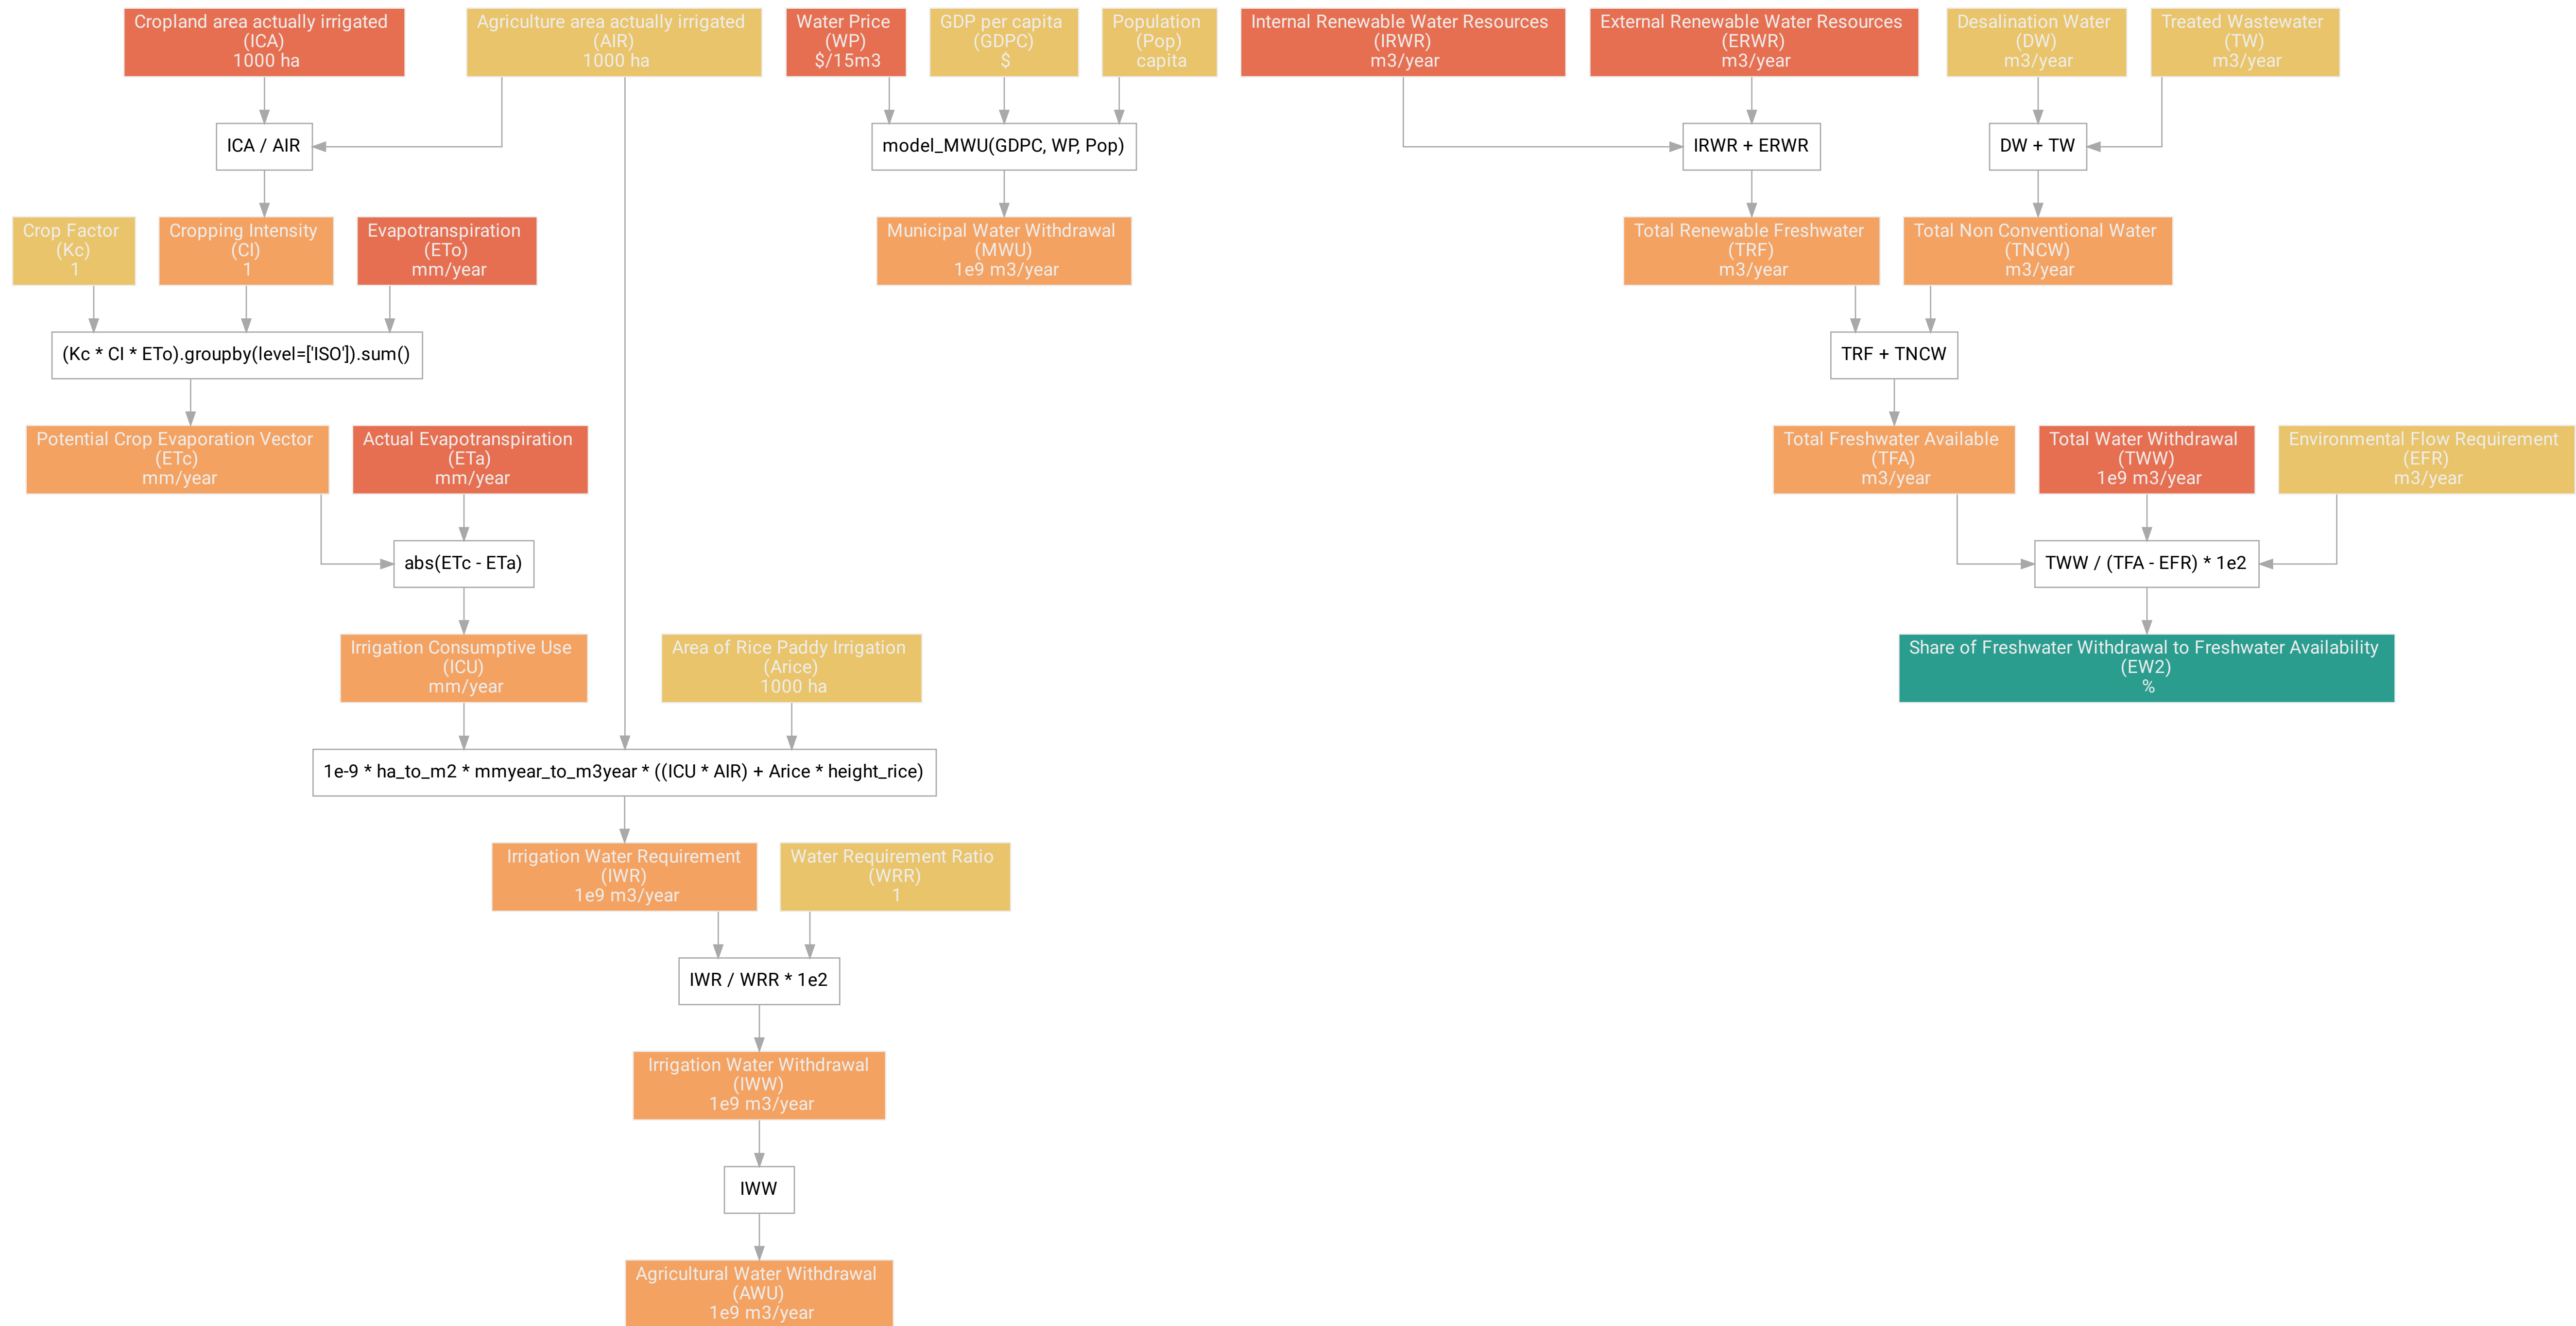 Cropland area actually irrigated
(ICA)
1000 ha
Agriculture area actually irrigated
(AIR)
1000 ha
Water Price
(WP)
$/15m3
GDP per capita
(GDPC)
$
Population
(Pop)
capita
Internal Renewable Water Resources
(IRWR)
m3/year
External Renewable Water Resources
(ERWR)
m3/year
Desalination Water
(DW)
m3/year
Treated Wastewater
(TW)
m3/year
ICA / AIR
model_MWU(GDPC, WP, Pop)
IRWR + ERWR
DW + TW
Crop Factor
(Kc)
1
Cropping Intensity
(CI)
1
Evapotranspiration
(ETo)
mm/year
Municipal Water Withdrawal
(MWU)
1e9 m3/year
Total Renewable Freshwater
(TRF)
m3/year
Total Non Conventional Water
(TNCW)
m3/year
(Kc * CI * ETo).groupby(level=['ISO']).sum()
TRF + TNCW
Potential Crop Evaporation Vector
(ETc)
mm/year
Actual Evapotranspiration
(ETa)
mm/year
Total Freshwater Available
(TFA)
m3/year
Total Water Withdrawal
(TWW)
1e9 m3/year
Environmental Flow Requirement
(EFR)
m3/year
abs(ETc - ETa)
TWW / (TFA - EFR) * 1e2
Irrigation Consumptive Use
(ICU)
mm/year
Area of Rice Paddy Irrigation
(Arice)
1000 ha
Share of Freshwater Withdrawal to Freshwater Availability
(EW2)
%
1e-9 * ha_to_m2 * mmyear_to_m3year * ((ICU * AIR) + Arice * height_rice)
Irrigation Water Requirement
(IWR)
1e9 m3/year
Water Requirement Ratio
(WRR)
1
IWR / WRR * 1e2
Irrigation Water Withdrawal
(IWW)
1e9 m3/year
IWW
Agricultural Water Withdrawal
(AWU)
1e9 m3/year